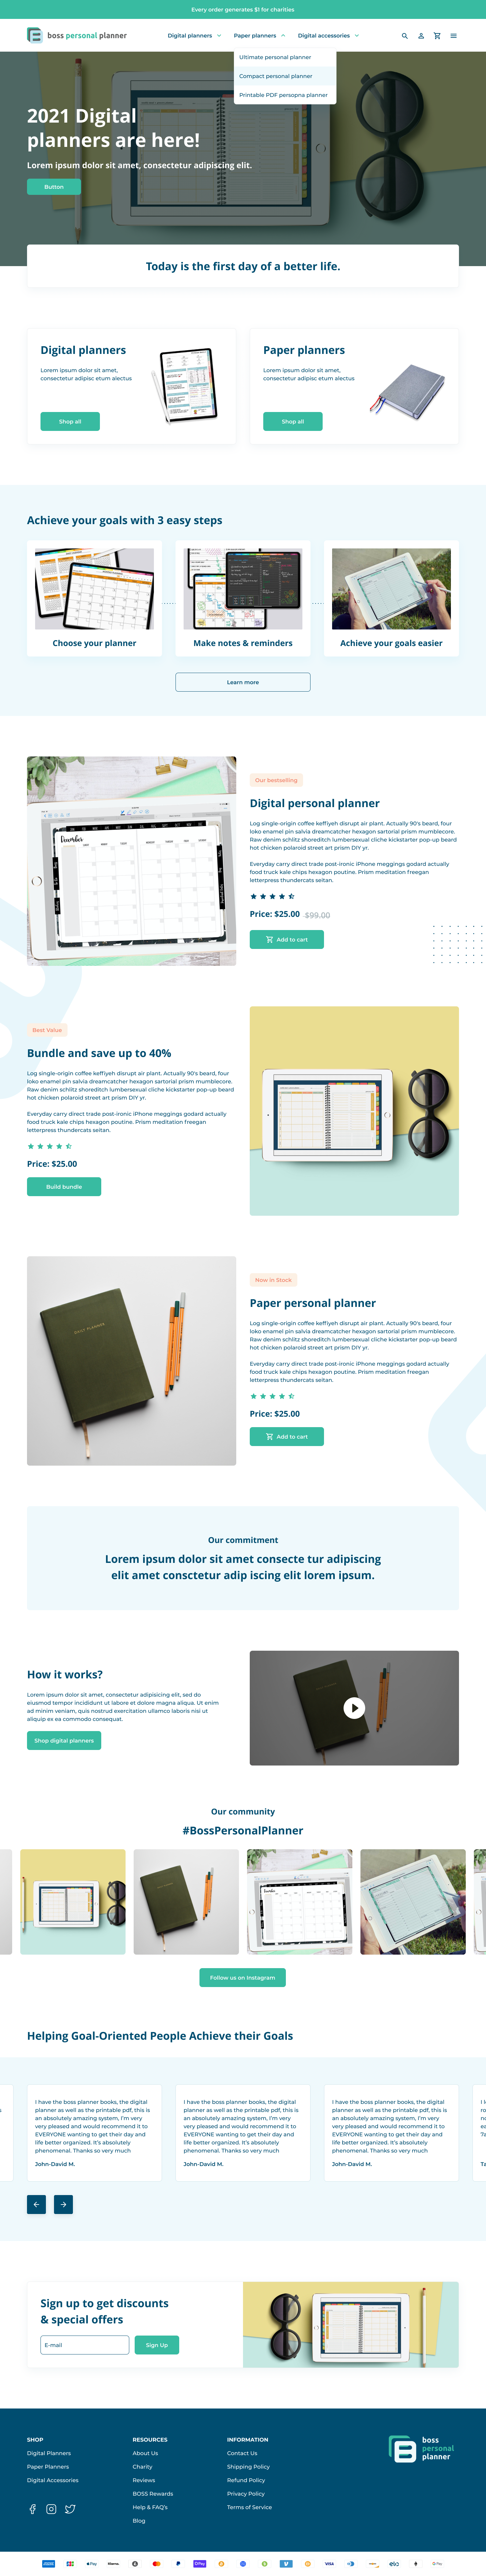 Every order generates $1 for charities
boss personal planner
Digital planners
Paper planners
Digital accessories
Ultimate personal planner
Compact personal planner
Printable PDF persopna planner
2021 Digital
planners are here!
Lorem ipsum dolor sit amet, consectetur adipiscing elit.
Button
Today is the first day of a better life.
Digital planners
Lorem ipsum dolor sit amet,
consectetur adipisc etum alectus
Shop all
Paper planners
Lorem ipsum dolor sit amet,
consectetur adipisc etum alectus
Shop all
Achieve your goals with 3 easy steps
Choose your planner
Make notes & reminders
Achieve your goals easier
Learn more
December
Our bestselling
Digital personal planner
Log single-origin coffee keffiyeh disrupt air plant. Actually 90's beard, four
loko enamel pin salvia dreamcatcher hexagon sartorial prism mumblecore.
Raw denim schlitz shoreditch lumbersexual cliche kickstarter pop-up beard
hot chicken polaroid street art prism DIY yr.
Everyday carry direct trade post-ironic iPhone meggings godard actually
food truck kale chips hexagon poutine. Prism meditation freegan
letterpress thundercats seitan.
Price: $25.00 $99.00
Add to cart
Best Value
Bundle and save up to 40%
Log single-origin coffee keffiyeh disrupt air plant. Actually 90's beard, four
loko enamel pin salvia dreamcatcher hexagon sartorial prism mumblecore.
Raw denim schlitz shoreditch lumbersexual cliche kickstarter pop-up beard
hot chicken polaroid street art prism DIY yr.
Everyday carry direct trade post-ironic iPhone meggings godard actually
food truck kale chips hexagon poutine. Prism meditation freegan
letterpress thundercats seitan.
Price: $25.00
Build bundle
Now in Stock
Paper personal planner
Log single-origin coffee keffiyeh disrupt air plant. Actually 90's beard, four
loko enamel pin salvia dreamcatcher hexagon sartorial prism mumblecore.
Raw denim schlitz shoreditch lumbersexual cliche kickstarter pop-up beard
hot chicken polaroid street art prism DIY yr.
Everyday carry direct trade post-ironic iPhone meggings godard actually
food truck kale chips hexagon poutine. Prism meditation freegan
letterpress thundercats seitan.
Price: $25.00
Add to cart
Our commitment
Lorem ipsum dolor sit amet consecte tur adipiscing
elit amet consctetur adip iscing elit lorem ipsum.
How it works?
Lorem ipsum dolor sit amet, consectetur adipisicing elit, sed do
eiusmod tempor incididunt ut labore et dolore magna aliqua. Ut enim
ad minim veniam, quis nostrud exercitation ullamco laboris nisi ut
aliquip ex ea commodo consequat.
Shop digital planners
Our community
#BossPersonalPlanner
Follow us on Instagram
Helping Goal-Oriented People Achieve their Goals
I have the boss planner books, the digital
planner as well as the printable pdf, this is
an absolutely amazing system, I'm very
very pleased and would recommend it to
EVERYONE wanting to get their day and
life better organized. It's absolutely
phenomenal. Thanks so very much
John-David M.
I have the boss planner books, the digital
planner as well as the printable pdf, this is
an absolutely amazing system, I'm very
very pleased and would recommend it to
EVERYONE wanting to get their day and
life better organized. It's absolutely
phenomenal. Thanks so very much
John-David M.
I have the boss planner books, the digital
planner as well as the printable pdf, this is
an absolutely amazing system, I'm very
very pleased and would recommend it to
EVERYONE wanting to get their day and
life better organized. It's absolutely
phenomenal. Thanks so very much
John-David M.
Sign up to get discounts
& special offers
E-mail
Sign Up
SHOP
Digital Planners
Paper Planners
Digital Accessories
RESOURCES
About Us
Charity
Reviews
BOSS Rewards
Help & FAQ's
Blog
INFORMATION
Contact Us
Shipping Policy
Refund Policy
Privacy Policy
Terms of Service
boss
personal
planner